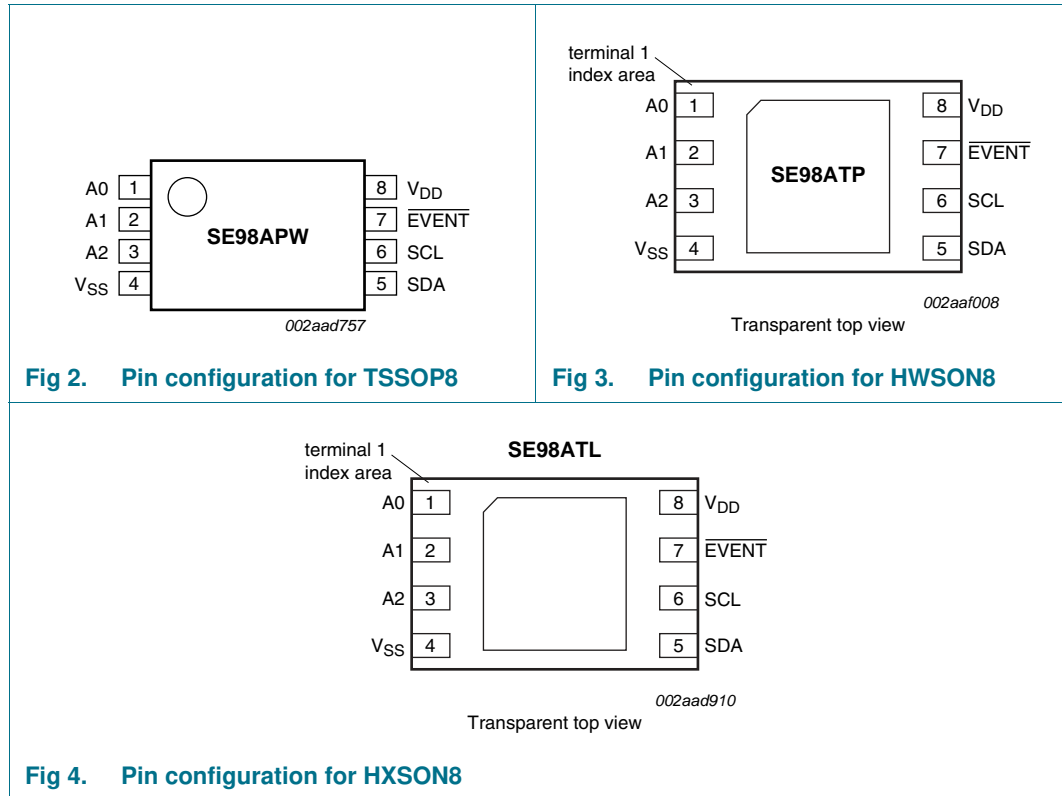 A0 1
A1 2
A2 3
VSS 4
SE98APW
8 VDD
7 EVENT
6 SCL
5 SDA
002aad757
Fig 2. Pin configuration for TSSOP8
terminal 1
index area
A0 1
A1 2
A2 3
VSS 4
SE98ATP
8 VDD
7 EVENT
6 SCL
5 SDA
002aaf008
Transparent top view
Fig 3. Pin configuration for HWSON8
terminal 1
index area
SE98ATL
A0 1
A1 2
A2 3
VSS 4
8 VDD
7 EVENT
6 SCL
5 SDA
002aad910
Transparent top view
Fig 4. Pin configuration for HXSON8